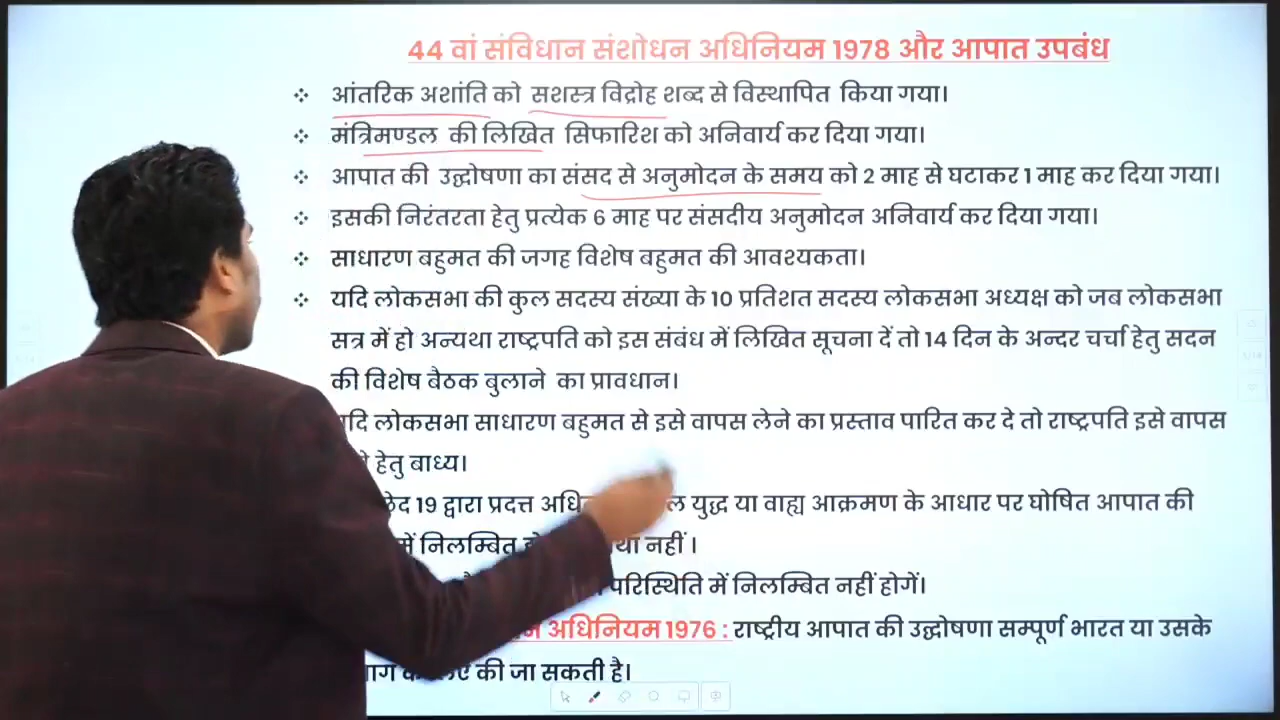 44 वां संविधान संशोधन अधिनियम 1978 और आपात उपबंध
आंतरिक अशांति को सशस्त्र विद्रोह शब्द से विस्थापित किया गया।
मंत्रिमण्डल की लिखित सिफारिश को अनिवार्य कर दिया गया।
आपात की उद्घोषणा का संसद से अनुमोदन के समय को 2 माह से घटाकर 1 माह कर दिया गया।
इसकी निरंतरता हेतु प्रत्येक 6 माह पर संसदीय अनुमोदन अनिवार्य कर दिया गया।
साधारण बहुमत की जगह विशेष बहुमत की आवश्यकता।
यदि लोकसभा की कुल सदस्य संख्या के 10 प्रतिशत सदस्य लोकसभा अध्यक्ष को जब लोकसभा
सत्र में हो अन्यथा राष्ट्रपति को इस संबंध में लिखित सूचना दें तो 14 दिन के अन्दर चर्चा हेतु सदन
की विशेष बैठक बुलाने का प्रावधान।
लोकसभा साधारण बहुमत से इसे वापस लेने का प्रस्ताव पारित कर दे तो राष्ट्रपति इसे वापस
हेतु बाध्य।
19 द्वारा प्रदत्त युद्ध या वाह्य आक्रमण के आधार पर घोषित आपात की
में निलम्बित नहीं ।
परिस्थिति में निलम्बित नहीं होगें।
अधिनियम 1976 : राष्ट्रीय आपात की उद्घोषणा सम्पूर्ण भारत या उसके
की जा सकती है।